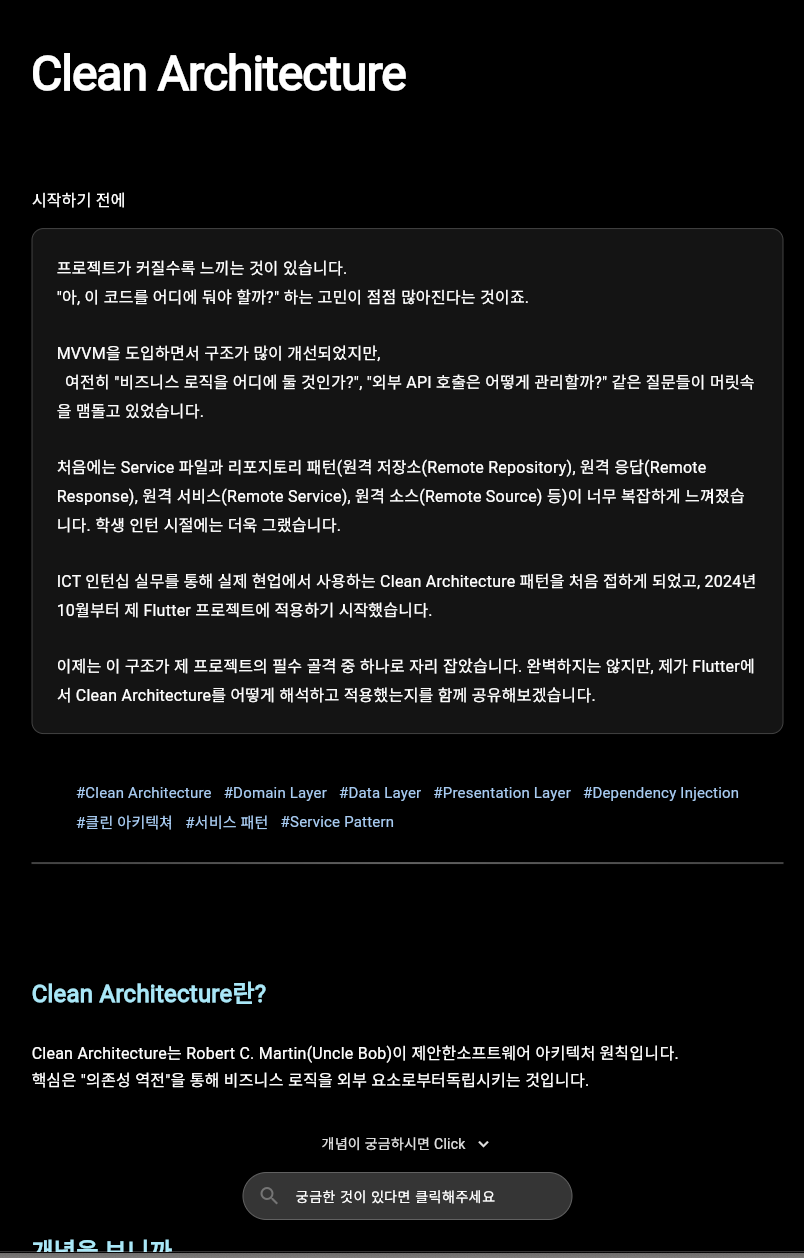 Clean Architecture
시작하기 전에
프로젝트가 커질수록 느끼는 것이 있습니다.
"아, 이 코드를 어디에 둬야 할까?" 하는 고민이 점점 많아진다는 것이죠.
MVVM을 도입하면서 구조가 많이 개선되었지만,
여전히 "비즈니스 로직을 어디에 둘 것인가?", "외부 API 호출은 어떻게 관리할까?" 같은 질문들이 머릿속
을 맴돌고 있었습니다.
처음에는 Service 파일과 리포지토리 패턴(원격 저장소(Remote Repository), 원격 응답(Remote
Response), 원격 서비스(Remote Service), 원격 소스(Remote Source) 등)이 너무 복잡하게 느껴졌습
니다. 학생 인턴 시절에는 더욱 그랬습니다.
ICT 인턴십 실무를 통해 실제 현업에서 사용하는 Clean Architecture 패턴을 처음 접하게 되었고, 2024년
10월부터 제 Flutter 프로젝트에 적용하기 시작했습니다.
이제는 이 구조가 제 프로젝트의 필수 골격 중 하나로 자리 잡았습니다. 완벽하지는 않지만, 제가 Flutter에
서 Clean Architecture를 어떻게 해석하고 적용했는지를 함께 공유해보겠습니다.
#Clean Architecture #Domain Layer #Data Layer #Presentation Layer #Dependency Injection
#클린 아키텍쳐 #서비스 패턴 #Service Pattern
Clean Architecture란?
Clean Architecture는 Robert C. Martin(Uncle Bob)이 제안한소프트웨어 아키텍처 원칙입니다.
핵심은 "의존성 역전"을 통해 비즈니스 로직을 외부 요소로부터독립시키는 것입니다.
개념이 궁금하시면 Click
궁금한 것이 있다면 클릭해주세요
개념을 보니까